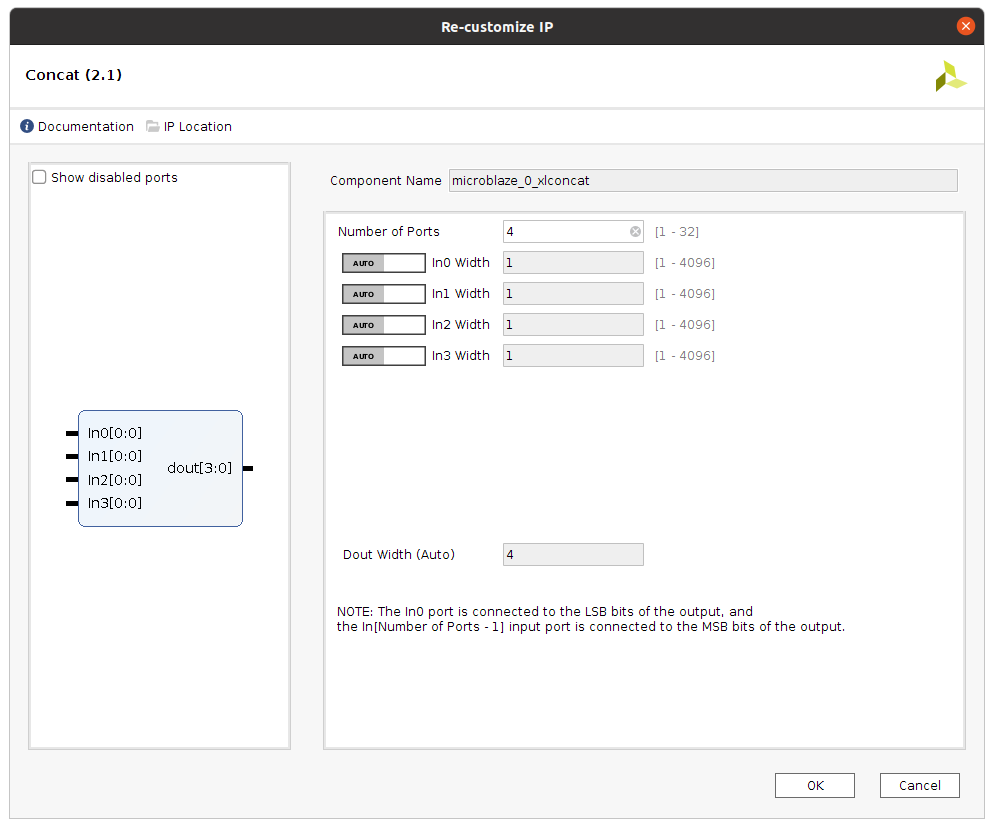 Re-customize IP
Concat (2.1)
Documentation IP Location
Show disabled ports
In0[0:0]
In1[0:0]
In2[0:0]
In3[0:0]
dout[3:0]
Component Name microblaze_0_xlconcat
Number of Ports 4 [1 - 32]
AUTO In0 Width 1 [1 - 4096]
AUTO In1 Width 1 [1 - 4096]
AUTO In2 Width 1 [1 - 4096]
AUTO In3 Width 1 [1 - 4096]
Dout Width (Auto) 4
NOTE: The In0 port is connected to the LSB bits of the output, and
the In[Number of Ports - 1] input port is connected to the MSB bits of the output.
OK Cancel